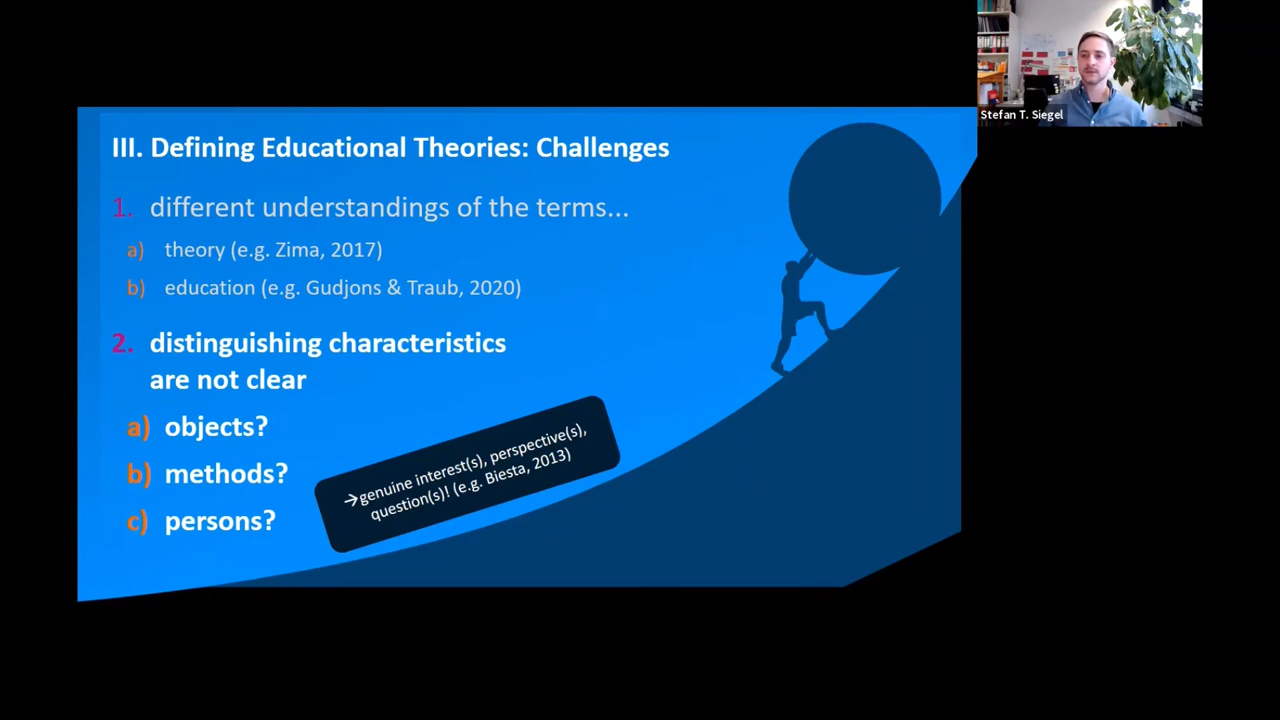 Stefan T. Siegel
III. Defining Educational Theories: Challenges
1. different understandings of the terms...
a) theory (e.g. Zima, 2017)
b) education (e.g. Gudjons & Traub, 2020)
2. distinguishing characteristics
are not clear
a) objects?
b) methods?
c) persons?
→genuine interest(s), perspective(s),
question(s)! (e.g. Biesta, 2013)